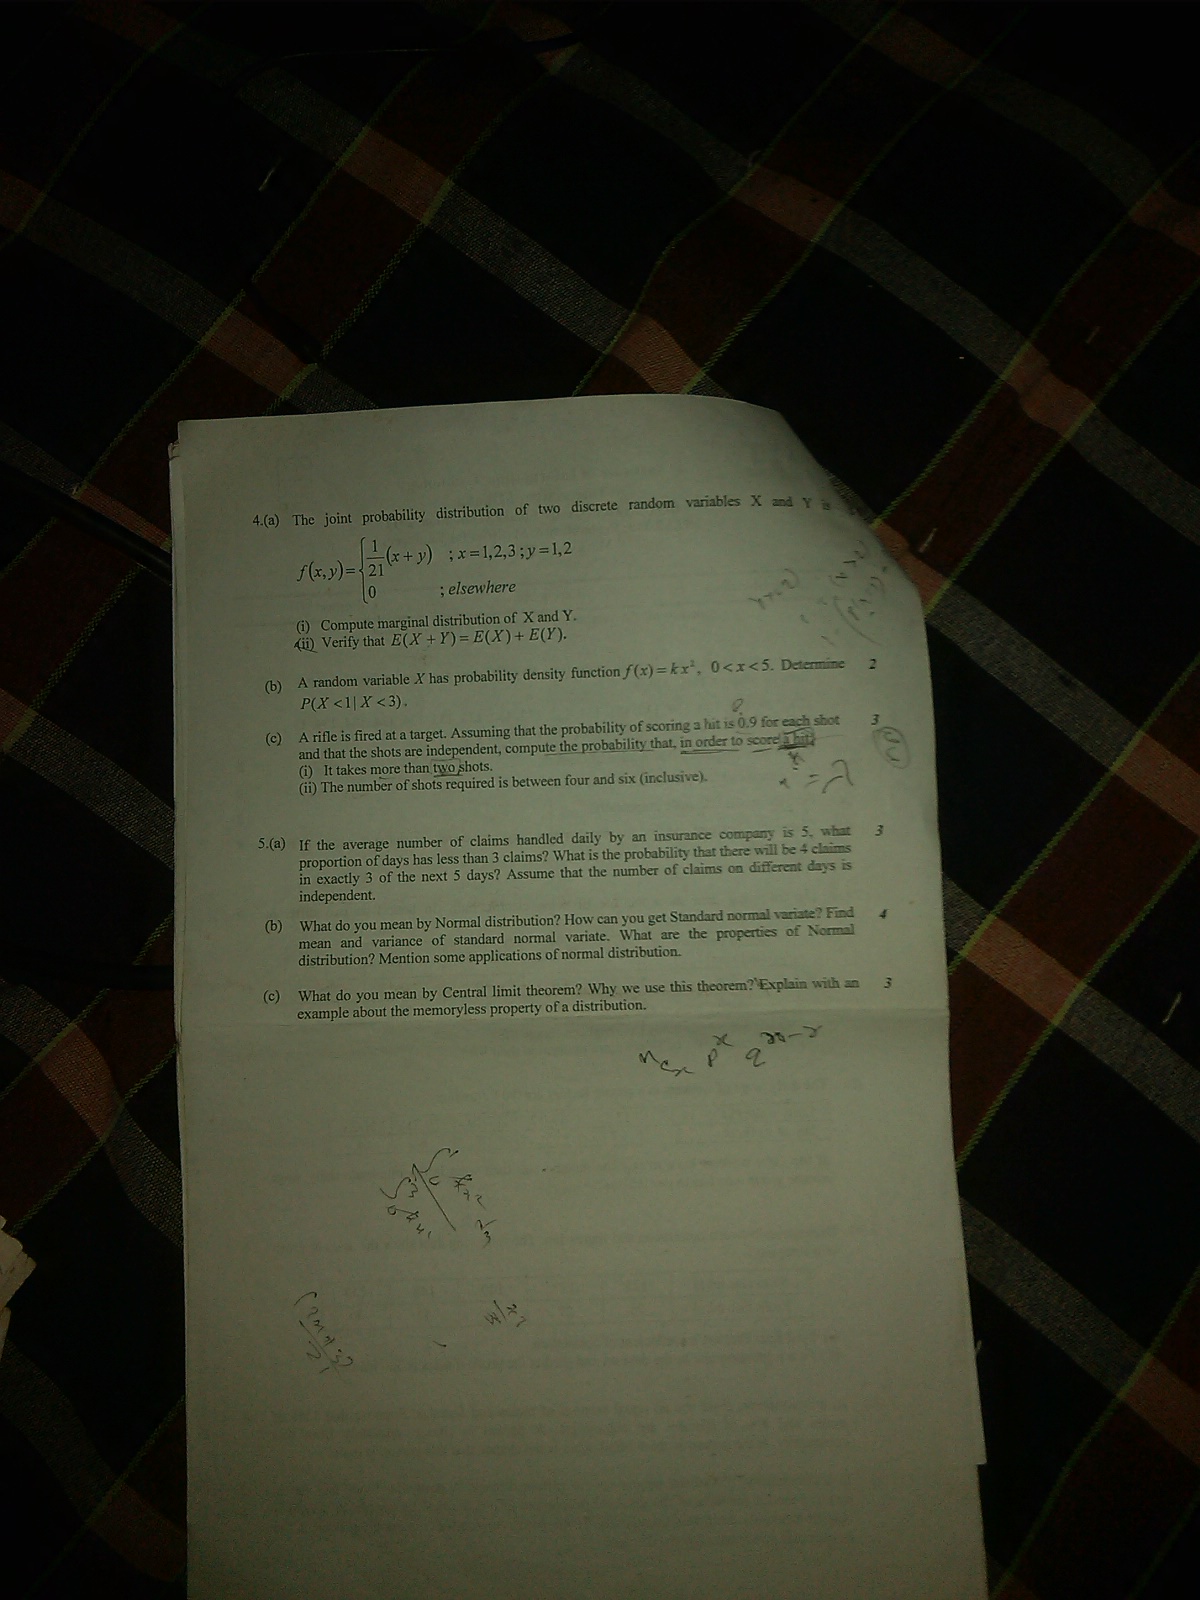 4.(a) The joint probability distribution of two discrete random variables X and Y is
f(x,y)={ 1/21 (x+y) ; x=1,2,3 ; y=1,2
0 ; elsewhere
(i) Compute marginal distribution of X and Y.
(ii) Verify that E(X+Y)=E(X)+E(Y).
(b) A random variable X has probability density function f(x)=kx², 0<x<5. Determine 2
P(X<1|X<3).
(c) A rifle is fired at a target. Assuming that the probability of scoring a hit is 0.9 for each shot 3
and that the shots are independent, compute the probability that, in order to score a hit
(i) It takes more than two shots.
(ii) The number of shots required is between four and six (inclusive).
5.(a) If the average number of claims handled daily by an insurance company is 5, what 3
proportion of days has less than 3 claims? What is the probability that there will be 4 claims
in exactly 3 of the next 5 days? Assume that the number of claims on different days is
independent.
(b) What do you mean by Normal distribution? How can you get Standard normal variate? Find 4
mean and variance of standard normal variate. What are the properties of Normal
distribution? Mention some applications of normal distribution.
(c) What do you mean by Central limit theorem? Why we use this theorem? Explain with an 3
example about the memoryless property of a distribution.